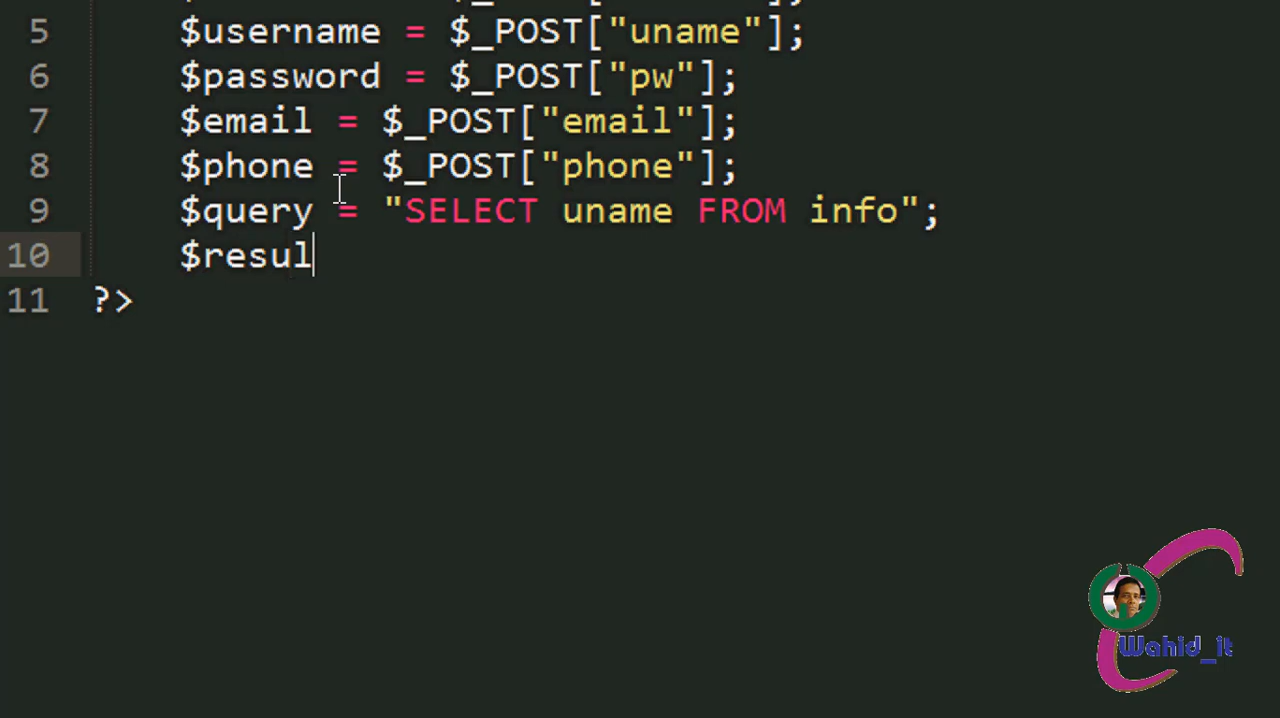 5 $username = $_POST["uname"];
6 $password = $_POST["pw"];
7 $email = $_POST["email"];
8 $phone = $_POST["phone"];
9 $query = "SELECT uname FROM info";
10 $resul
11 ?>
Wahid_it